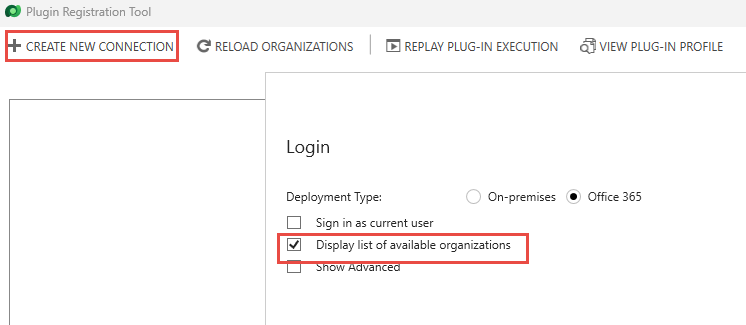 Plugin Registration Tool
CREATE NEW CONNECTION RELOAD ORGANIZATIONS REPLAY PLUG-IN EXECUTION VIEW PLUG-IN PROFILE
Login
Deployment Type: On-premises Office 365
Sign in as current user
Display list of available organizations
Show Advanced